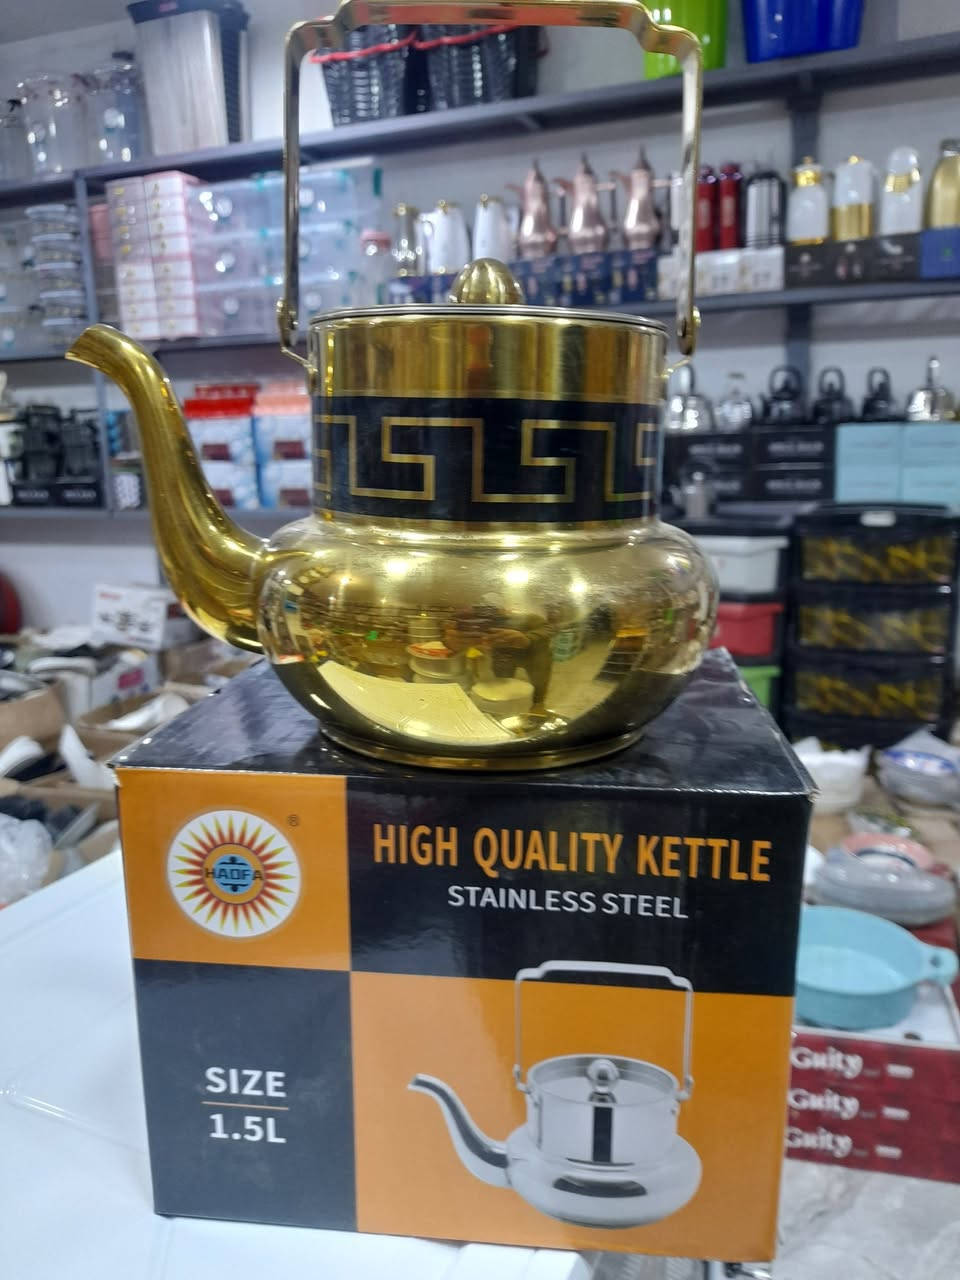 HAOFA
®
HIGH QUALITY KETTLE
STAINLESS STEEL
SIZE
1.5L
Guity
Guity
Guity